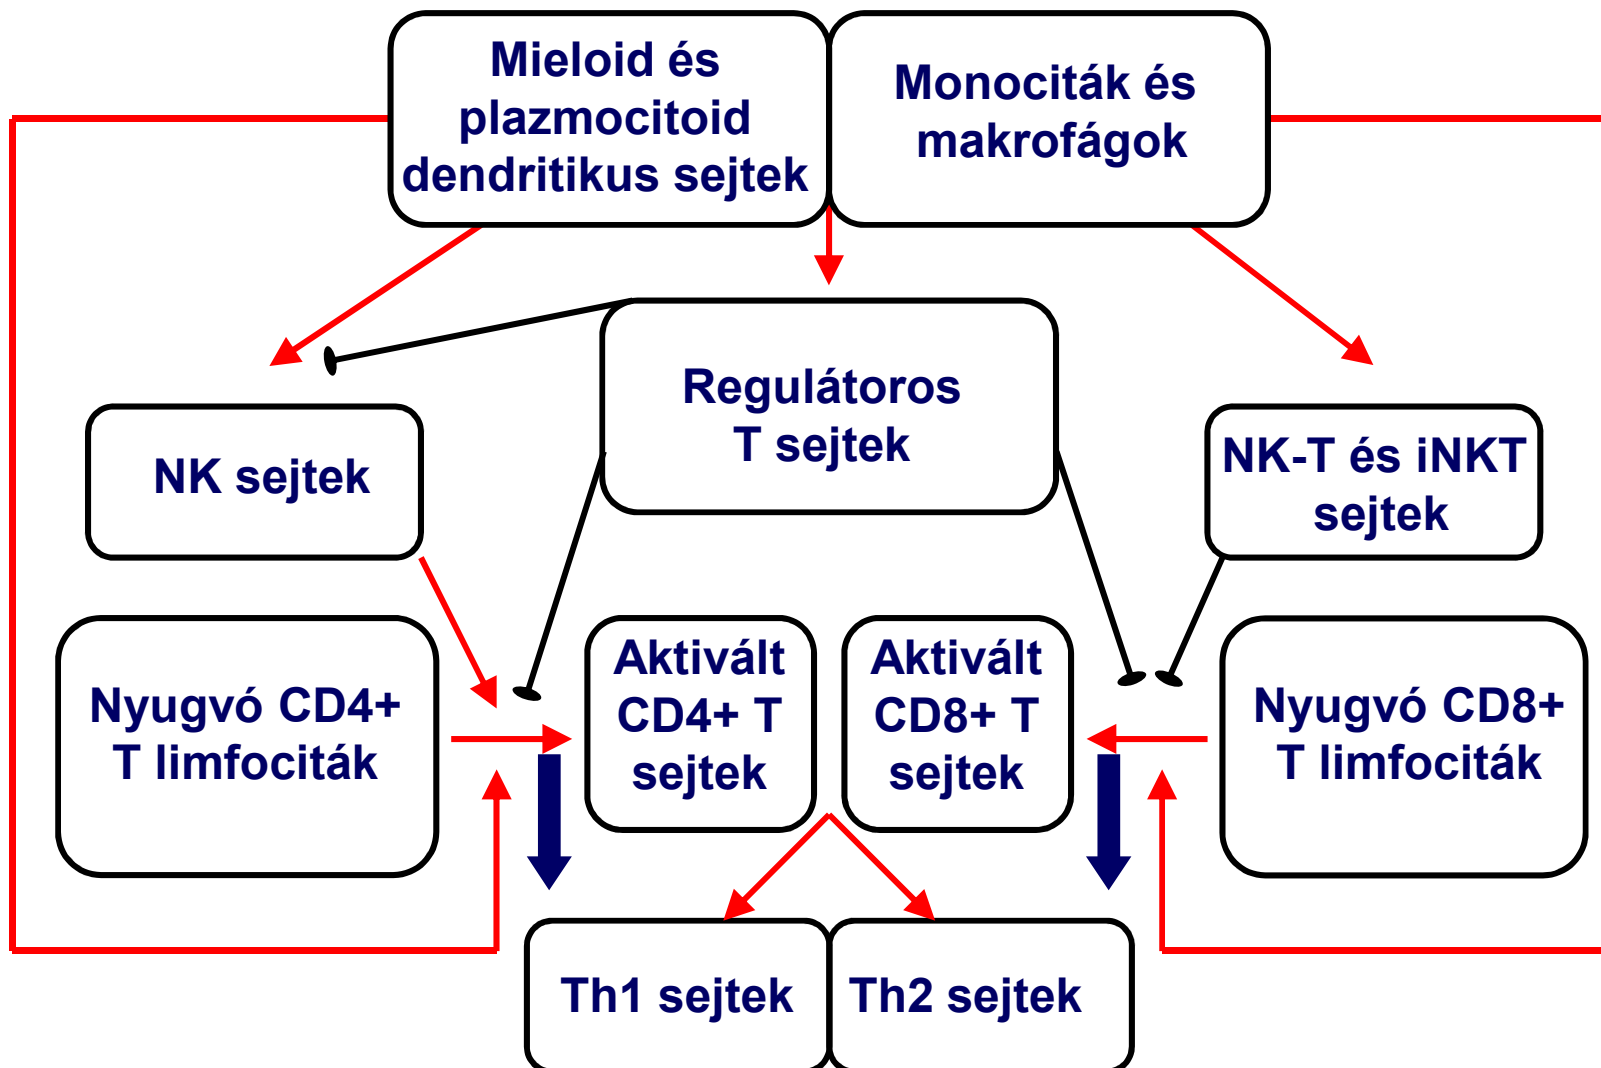 Mieloid és
plazmocitoid
dendritikus sejtek
Monociták és
makrofágok
Regulátoros
T sejtek
NK sejtek
NK-T és iNKT
sejtek
Nyugvó CD4+
T limfociták
Aktivált
CD4+ T
sejtek
Aktivált
CD8+ T
sejtek
Nyugvó CD8+
T limfociták
Th1 sejtek
Th2 sejtek